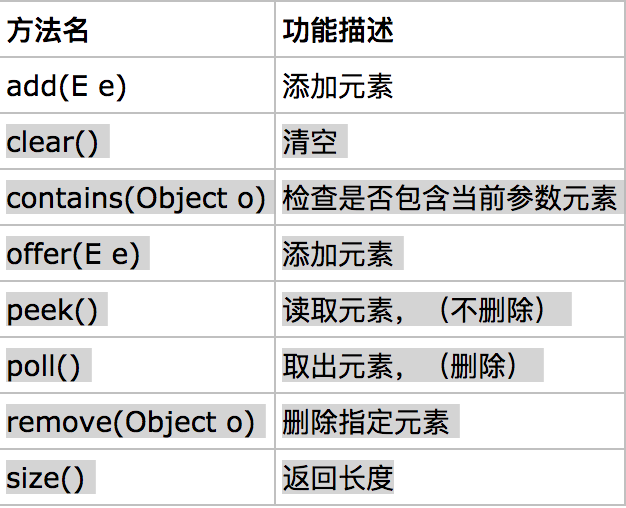 方法名 功能描述
add(E e) 添加元素
clear() 清空
contains(Object o) 检查是否包含当前参数元素
offer(E e) 添加元素
peek() 读取元素，（不删除）
poll() 取出元素，（删除）
remove(Object o) 删除指定元素
size() 返回长度